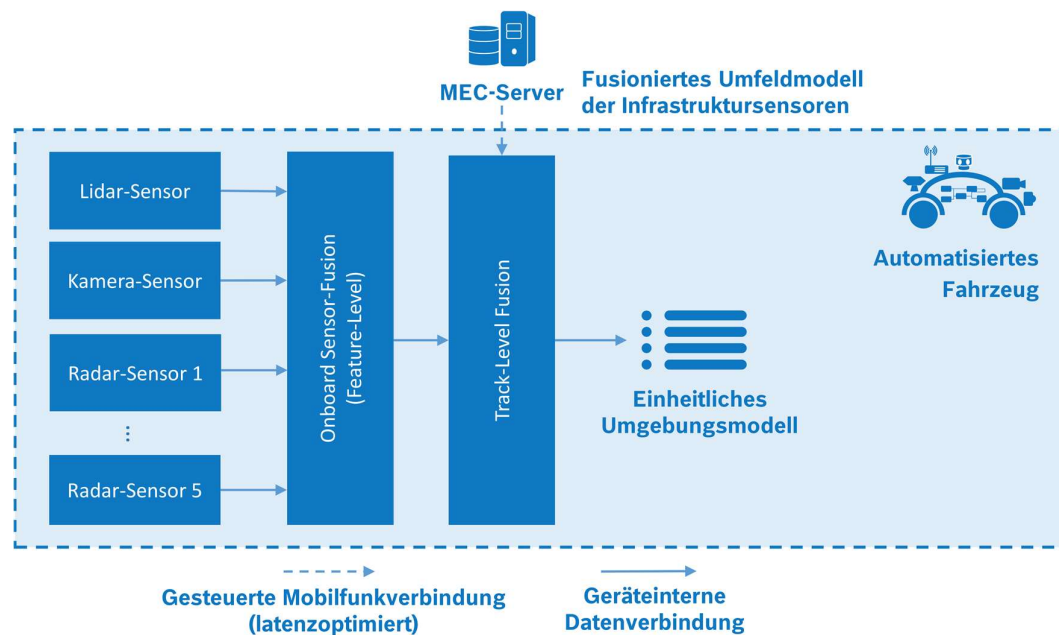 MEC-Server
Fusioniertes Umfeldmodell
der Infrastruktursensoren
Lidar-Sensor
Kamera-Sensor
Radar-Sensor 1
...
Radar-Sensor 5
Onboard Sensor-Fusion
(Feature-Level)
Track-Level Fusion
Einheitliches
Umgebungsmodell
Automatisiertes
Fahrzeug
Gesteuerte Mobilfunkverbindung
(latenzoptimiert)
Geräteinterne
Datenverbindung